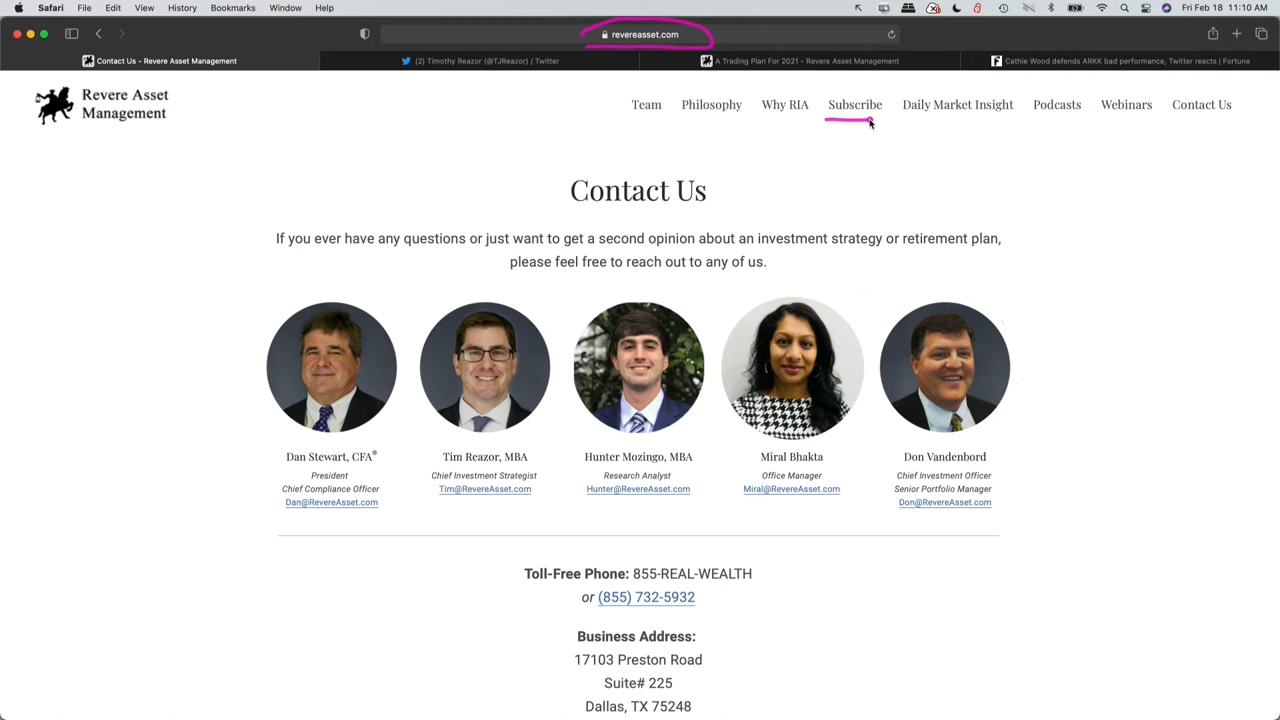 Safari File Edit View History Bookmarks Window Help
Fri Feb 18 11:10 AM
revereasset.com
Contact Us - Revere Asset Management
(2) Timothy Reazor (@TJReazor) / Twitter
A Trading Plan For 2021 - Revere Asset Management
Cathie Wood defends ARKK bad performance, Twitter reacts | Fortune
Revere Asset
Management
Team Philosophy Why RIA Subscribe Daily Market Insight Podcasts Webinars Contact Us
Contact Us
If you ever have any questions or just want to get a second opinion about an investment strategy or retirement plan,
please feel free to reach out to any of us.
Dan Stewart, CFA®
President
Chief Compliance Officer
Dan@RevereAsset.com
Tim Reazor, MBA
Chief Investment Strategist
Tim@RevereAsset.com
Hunter Mozingo, MBA
Research Analyst
Hunter@RevereAsset.com
Miral Bhakta
Office Manager
Miral@RevereAsset.com
Don Vandenbord
Chief Investment Officer
Senior Portfolio Manager
Don@RevereAsset.com
Toll-Free Phone: 855-REAL-WEALTH
or (855) 732-5932
Business Address:
17103 Preston Road
Suite# 225
Dallas, TX 75248